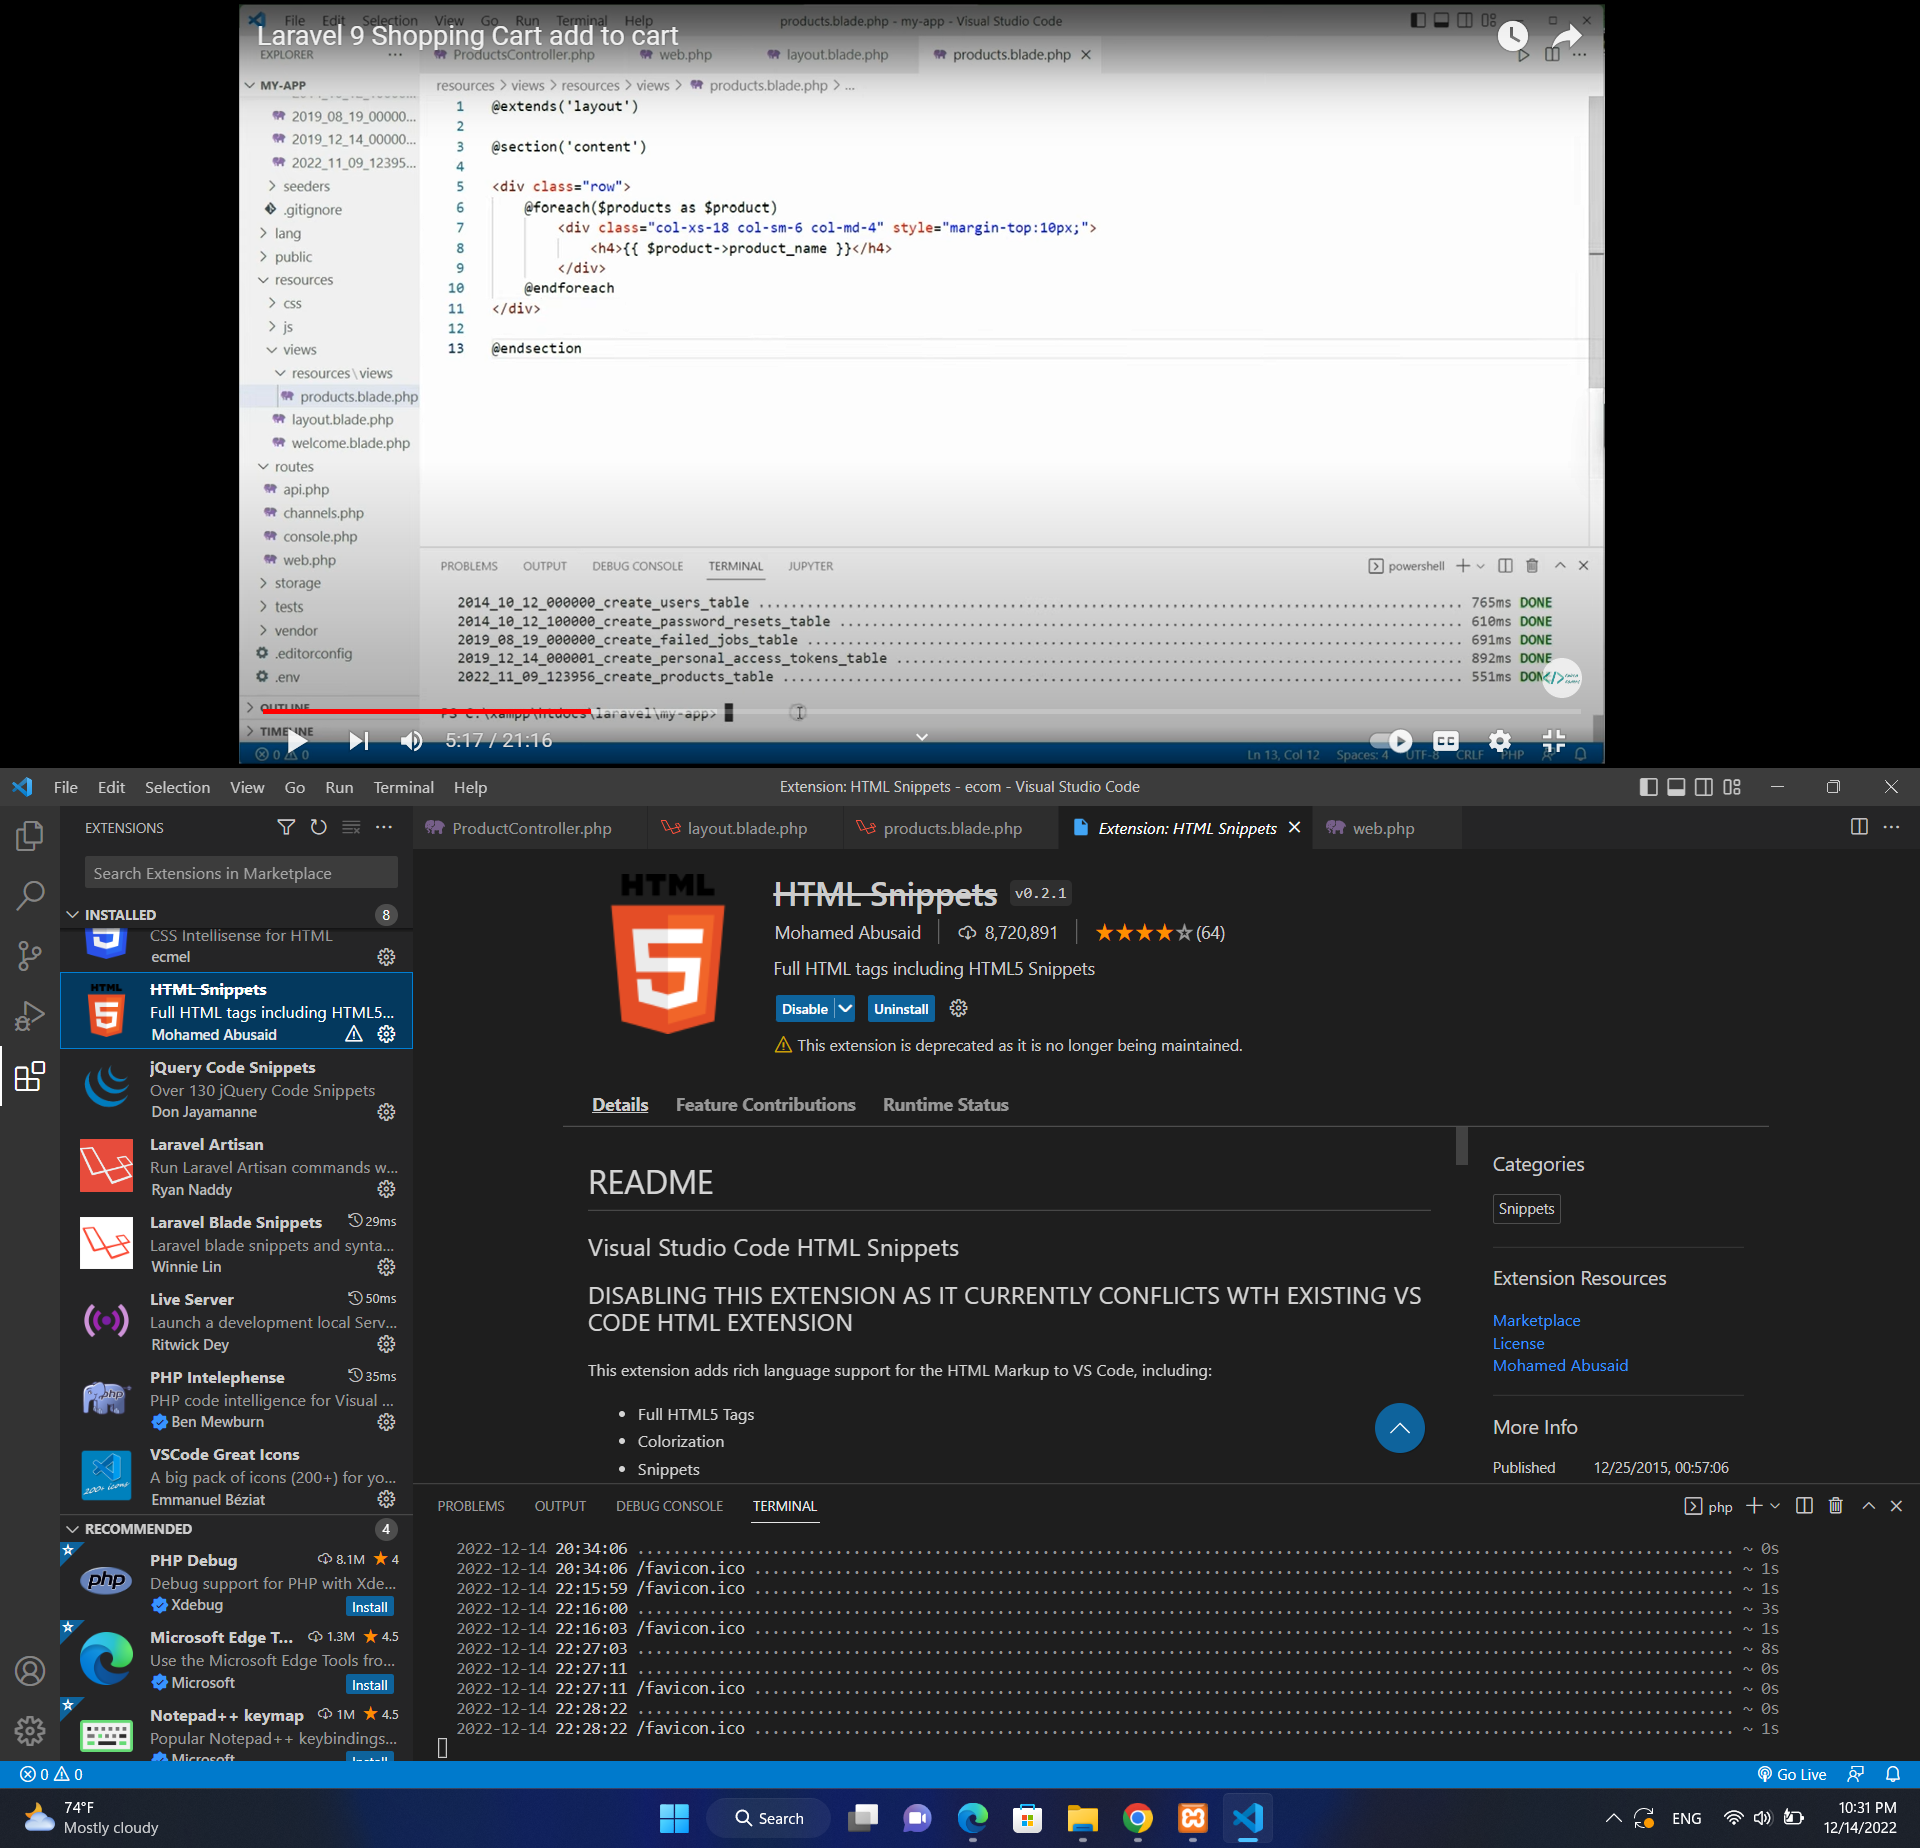 File Edit Selection View Go Run Terminal Help
products.blade.php - my-app - Visual Studio Code
Laravel 9 Shopping Cart add to cart
EXPLORER
ProductsController.php web.php layout.blade.php products.blade.php
MY-APP
resources > views > resources > views > products.blade.php > ...
2019_08_19_00000...
2019_12_14_00000...
2022_11_09_12395...
seeders
.gitignore
lang
public
resources
css
js
views
resources\views
products.blade.php
layout.blade.php
welcome.blade.php
routes
api.php
channels.php
console.php
web.php
storage
tests
vendor
.editorconfig
.env
OUTLINE
TIMELINE
1 @extends('layout')
2
3 @section('content')
4
5 <div class="row">
6 @foreach($products as $product)
7 <div class="col-xs-18 col-sm-6 col-md-4" style="margin-top:10px;">
8 <h4>{{ $product->product_name }}</h4>
9 </div>
10 @endforeach
11 </div>
12
13 @endsection
PROBLEMS OUTPUT DEBUG CONSOLE TERMINAL JUPYTER
powershell
2014_10_12_000000_create_users_table ... 765ms DONE
2014_10_12_100000_create_password_resets_table ... 610ms DONE
2019_08_19_000000_create_failed_jobs_table ... 691ms DONE
2019_12_14_000001_create_personal_access_tokens_table ... 892ms DONE
2022_11_09_123956_create_products_table ... 551ms DONE
PS C:\xampp\htdocs\laravel\my-app>
5:17 / 21:16
CC
0 0
Ln 13, Col 12 Spaces: 4 UTF-8 CRLF PHP
File Edit Selection View Go Run Terminal Help
Extension: HTML Snippets - ecom - Visual Studio Code
EXTENSIONS
ProductController.php layout.blade.php products.blade.php Extension: HTML Snippets web.php
Search Extensions in Marketplace
INSTALLED 8
CSS Intellisense for HTML
ecmel
HTML
5
HTML Snippets
Full HTML tags including HTML5...
Mohamed Abusaid
jQuery Code Snippets
Over 130 jQuery Code Snippets
Don Jayamanne
Laravel Artisan
Run Laravel Artisan commands w...
Ryan Naddy
Laravel Blade Snippets 29ms
Laravel blade snippets and synta...
Winnie Lin
Live Server 50ms
Launch a development local Serv...
Ritwick Dey
php
PHP Intelephense 35ms
PHP code intelligence for Visual ...
Ben Mewburn
200+ icons
VSCode Great Icons
A big pack of icons (200+) for yo...
Emmanuel Béziat
RECOMMENDED 4
php
PHP Debug 8.1M 4
Debug support for PHP with Xde...
Xdebug Install
Microsoft Edge T... 1.3M 4.5
Use the Microsoft Edge Tools fro...
Microsoft Install
Notepad++ keymap 1M 4.5
Popular Notepad++ keybindings...
Microsoft Install
HTML
5
HTML Snippets v0.2.1
Mohamed Abusaid 8,720,891 (64)
Full HTML tags including HTML5 Snippets
Disable Uninstall
This extension is deprecated as it is no longer being maintained.
Details Feature Contributions Runtime Status
README
Visual Studio Code HTML Snippets
DISABLING THIS EXTENSION AS IT CURRENTLY CONFLICTS WTH EXISTING VS
CODE HTML EXTENSION
This extension adds rich language support for the HTML Markup to VS Code, including:
• Full HTML5 Tags
• Colorization
• Snippets
Categories
Snippets
Extension Resources
Marketplace
License
Mohamed Abusaid
More Info
Published 12/25/2015, 00:57:06
PROBLEMS OUTPUT DEBUG CONSOLE TERMINAL
php
2022-12-14 20:34:06 ... ~ 0s
2022-12-14 20:34:06 /favicon.ico ... ~ 1s
2022-12-14 22:15:59 /favicon.ico ... ~ 1s
2022-12-14 22:16:00 ... ~ 3s
2022-12-14 22:16:03 /favicon.ico ... ~ 1s
2022-12-14 22:27:03 ... ~ 8s
2022-12-14 22:27:11 ... ~ 0s
2022-12-14 22:27:11 /favicon.ico ... ~ 0s
2022-12-14 22:28:22 ... ~ 0s
2022-12-14 22:28:22 /favicon.ico ... ~ 1s
0 0
Go Live
74°F
Mostly cloudy
Search
ENG
10:31 PM
12/14/2022